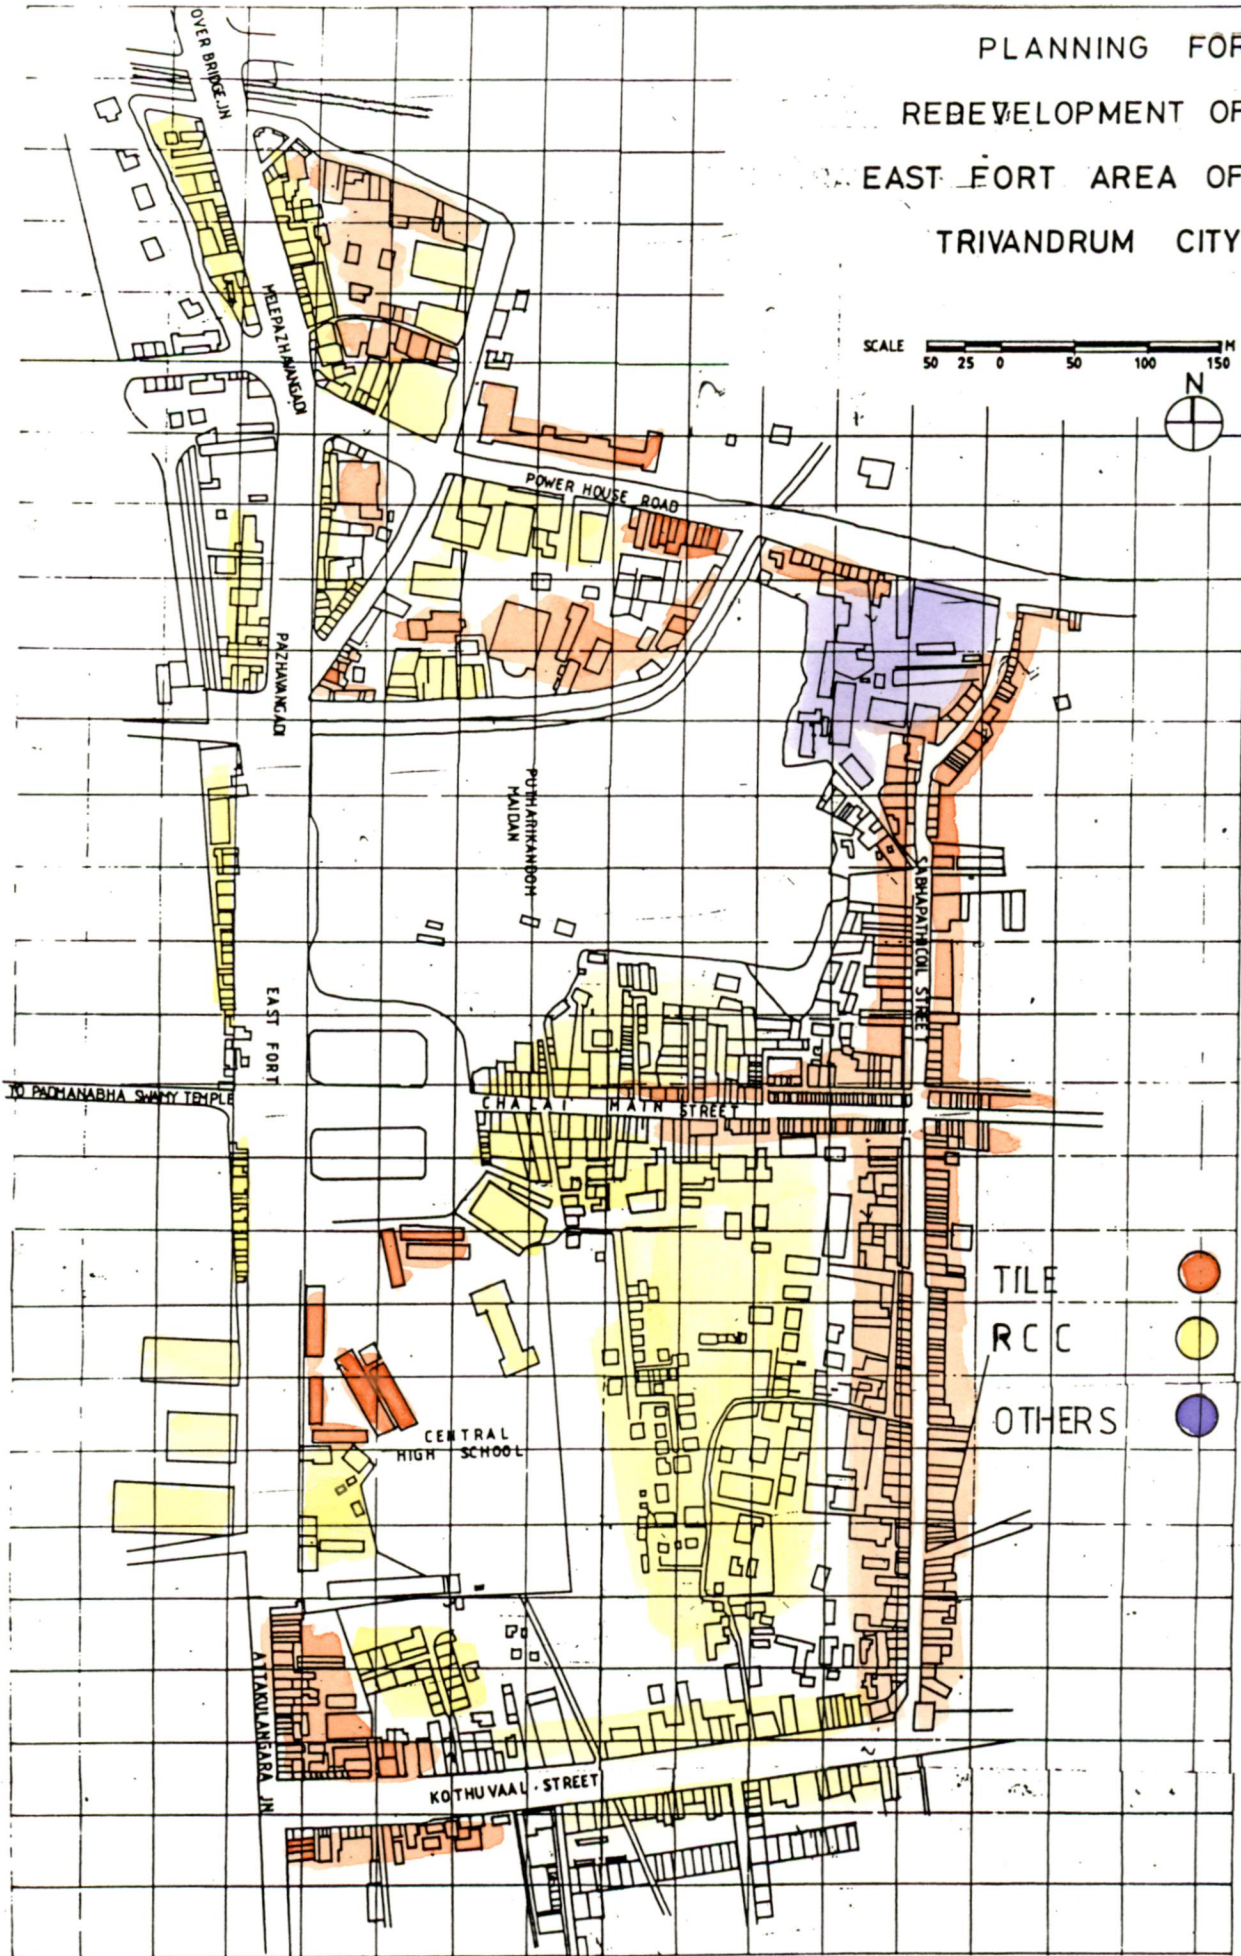 PLANNING FOR
REDEVELOPMENT OF
EAST FORT AREA OF
TRIVANDRUM CITY
SCALE 50 25 0 50 100 150 M
N
OVER BRIDGE JN
MELEPAZHAVANGADI
POWER HOUSE ROAD
PAZHAVANGADI
PUTHARIKANDOM
MAIDAN
SABHAPATHICOIL STREET
EAST FORT
TO PADMANABHA SWAMY TEMPLE
CHALAI MAIN STREET
TILE
RCC
OTHERS
CENTRAL
HIGH SCHOOL
ATTAKULANGARA JN
KOTHUVAAL STREET